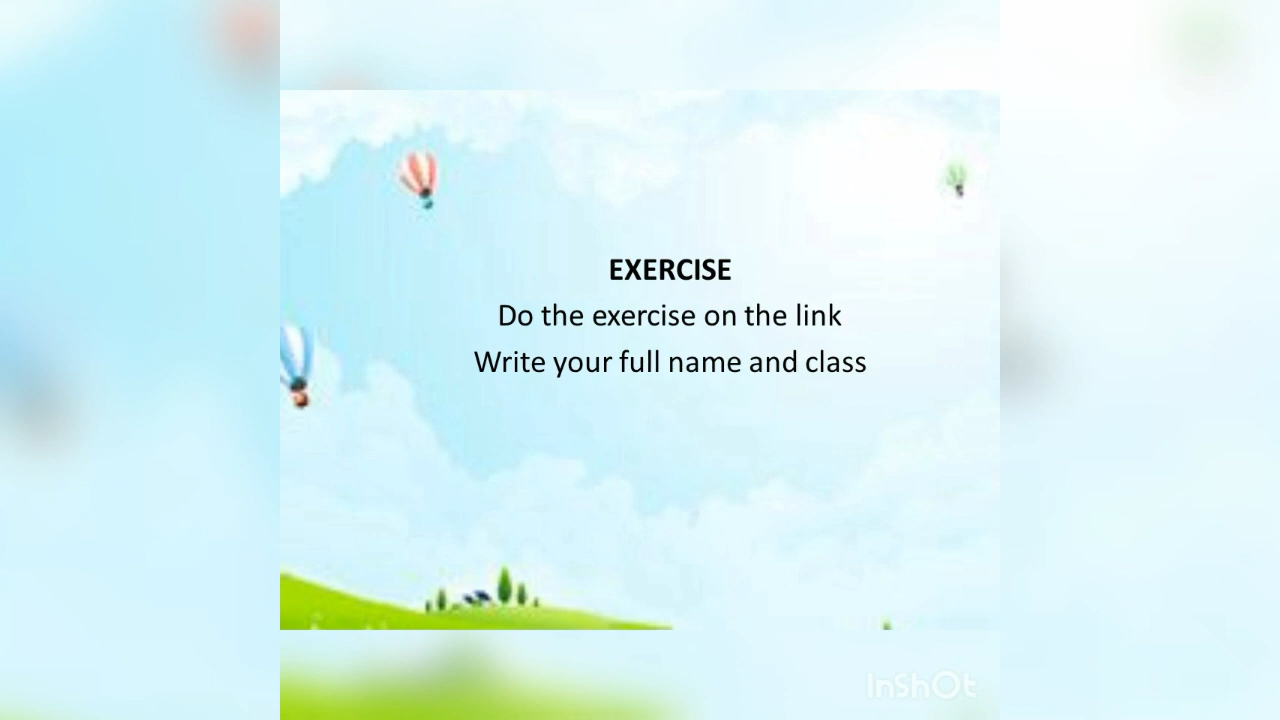 EXERCISE
Do the exercise on the link
Write your full name and class
InShOt